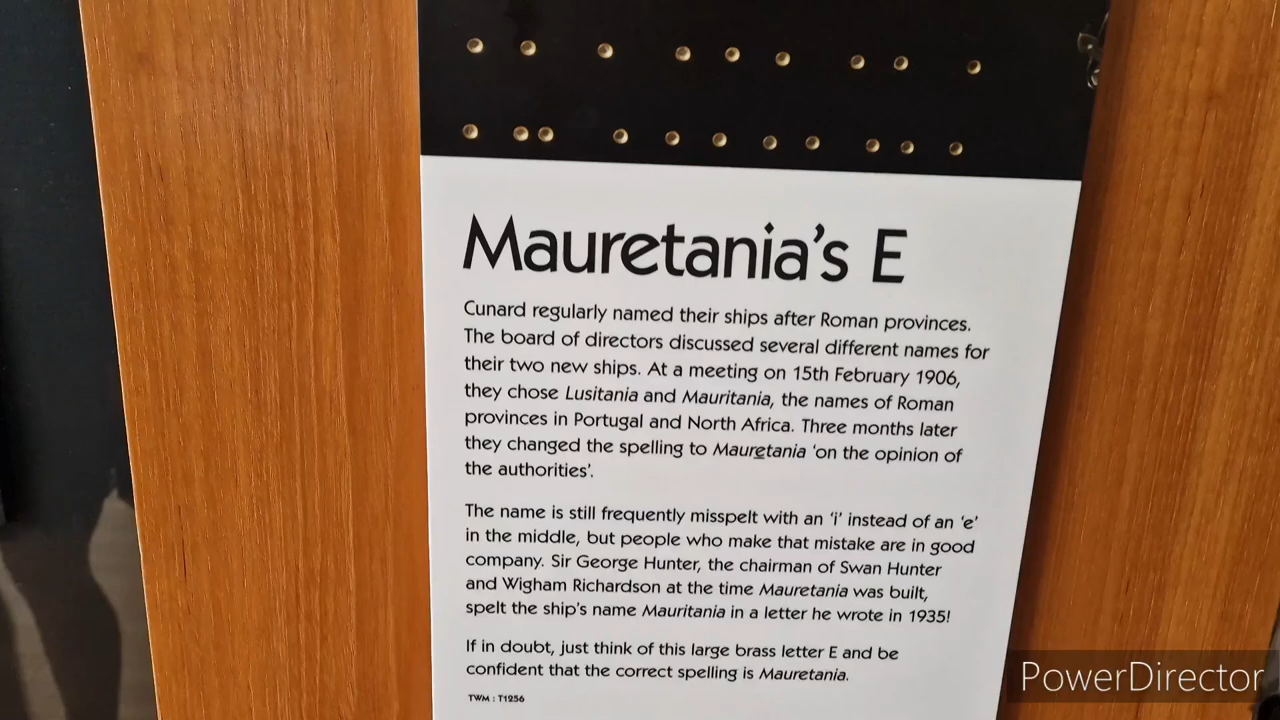 Mauretania's E
Cunard regularly named their ships after Roman provinces.
The board of directors discussed several different names for
their two new ships. At a meeting on 15th February 1906,
they chose Lusitania and Mauritania, the names of Roman
provinces in Portugal and North Africa. Three months later
they changed the spelling to Mauretania 'on the opinion of
the authorities'.
The name is still frequently misspelt with an 'i' instead of an 'e'
in the middle, but people who make that mistake are in good
company. Sir George Hunter, the chairman of Swan Hunter
and Wigham Richardson at the time Mauretania was built,
spelt the ship's name Mauritania in a letter he wrote in 1935!
If in doubt, just think of this large brass letter E and be
confident that the correct spelling is Mauretania.
TWM : T1256
PowerDirector